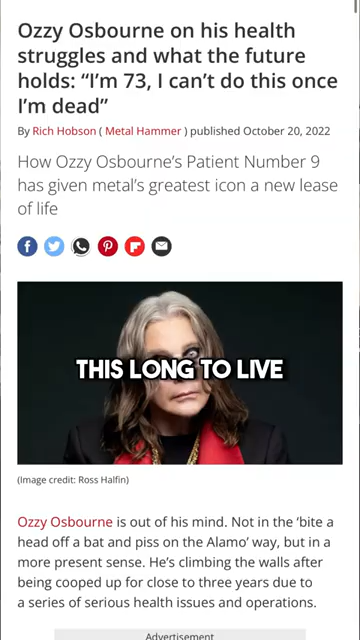 Ozzy Osbourne on his health
struggles and what the future
holds: “I’m 73, I can’t do this once
I’m dead”
By Rich Hobson ( Metal Hammer ) published October 20, 2022
How Ozzy Osbourne’s Patient Number 9
has given metal’s greatest icon a new lease
of life
THIS LONG TO LIVE
(Image credit: Ross Halfin)
Ozzy Osbourne is out of his mind. Not in the ‘bite a
head off a bat and piss on the Alamo’ way, but in a
more present sense. He’s climbing the walls after
being cooped up for close to three years due to
a series of serious health issues and operations.
Advertisement